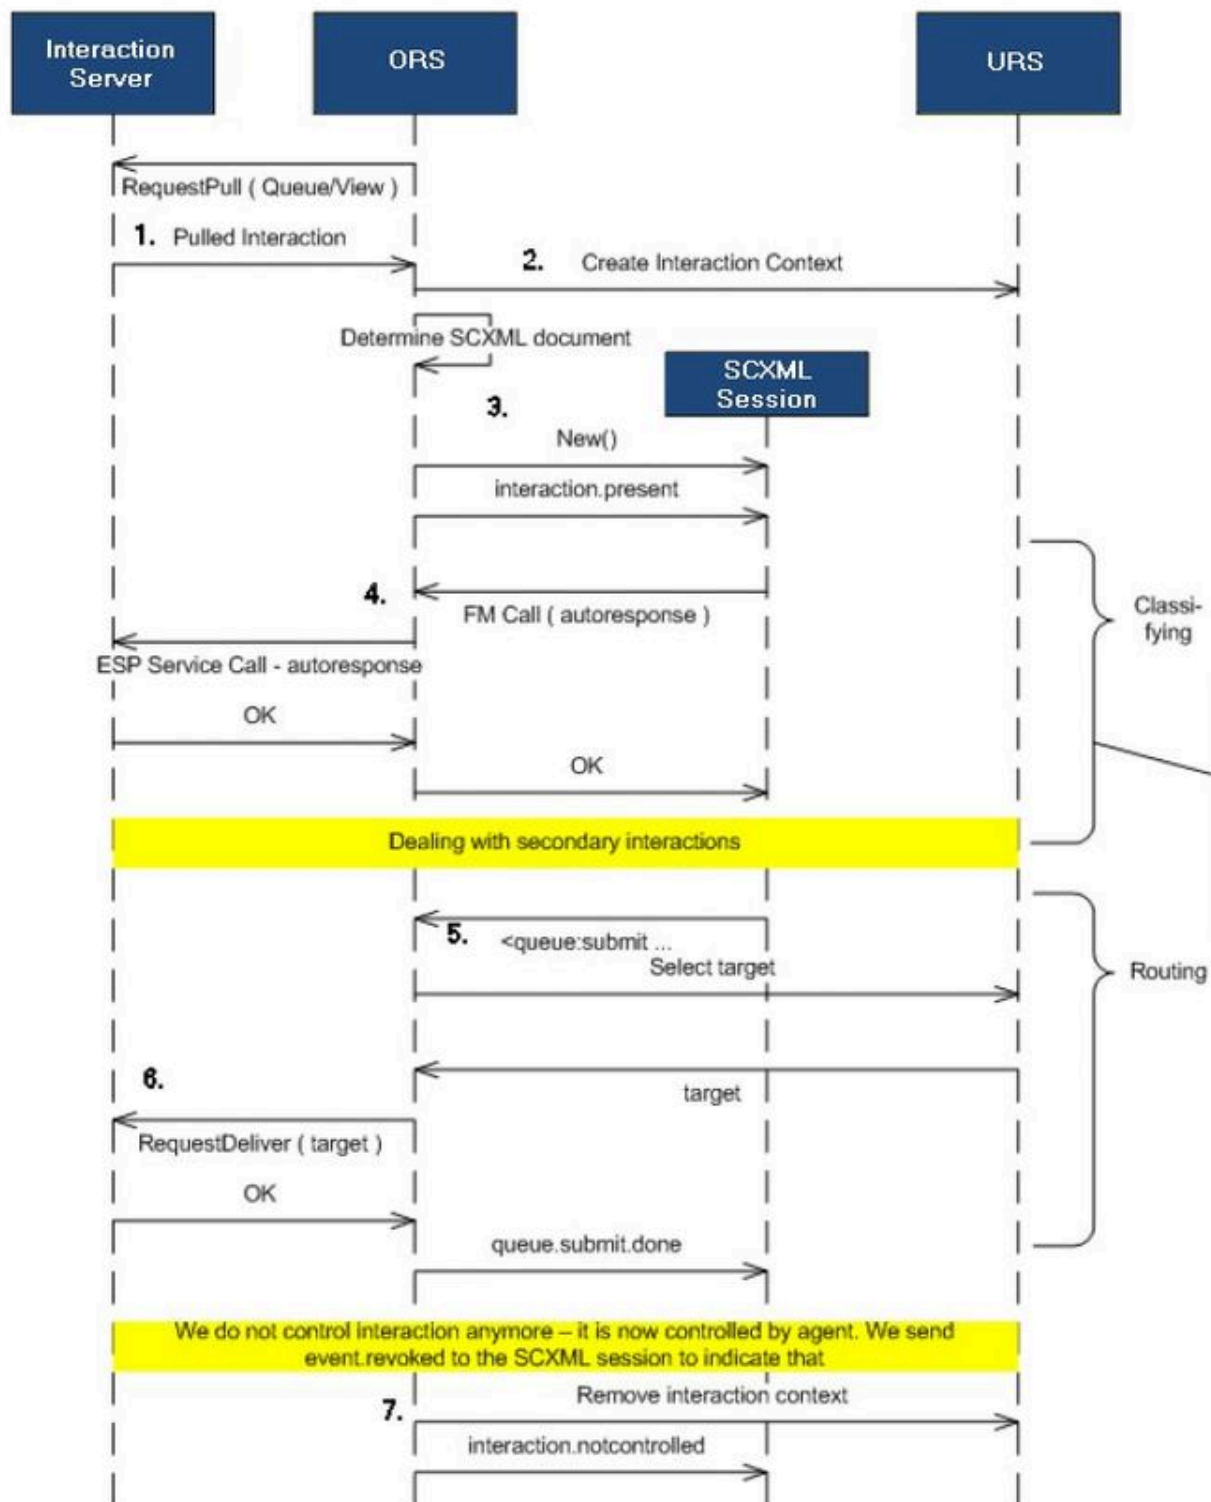 Interaction
Server
ORS
URS
RequestPull ( Queue/View )
1. Pulled Interaction
2. Create Interaction Context
Determine SCXML document
SCXML
Session
3.
New()
interaction.present
4.
FM Call ( autoresponse )
Classi-
fying
ESP Service Call - autoresponse
OK
OK
Dealing with secondary interactions
5. <queue:submit ...
Select target
Routing
6.
target
RequestDeliver ( target )
OK
queue.submit.done
We do not control interaction anymore – it is now controlled by agent. We send
event.revoked to the SCXML session to indicate that
Remove interaction context
7.
interaction.notcontrolled